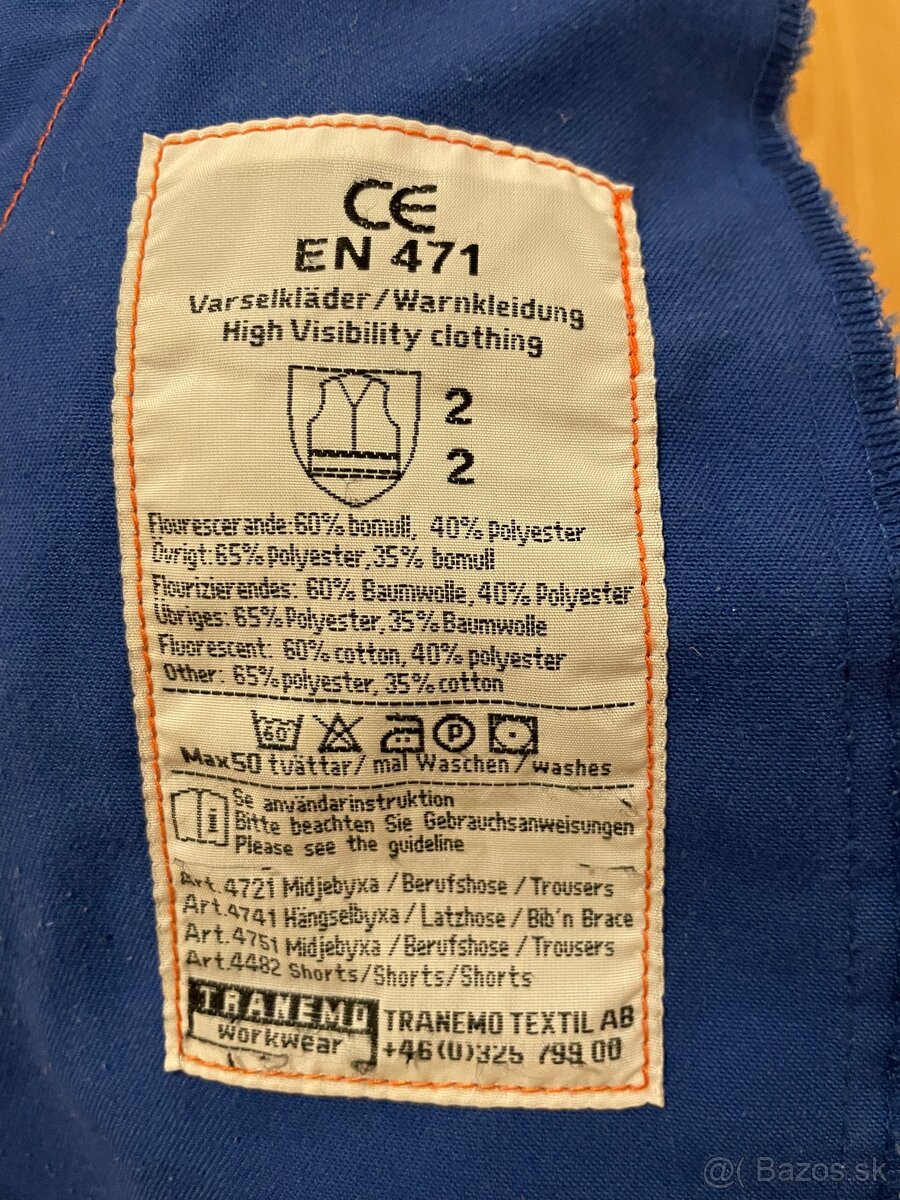 CE
EN 471
Varselkläder/Warnkleidung
High Visibility clothing
2
2
Flourescerande:60% bomull, 40% polyester
Övrigt:65% Polyester,35% bomull
Flourizierendes: 60% Baumwolle, 40% Polyester
Übriges: 65% Polyester, 35% Baumwolle
Fluorescent: 60% cotton, 40% polyester
Other: 65% polyester, 35% cotton
60 P
Max50 tvättar/ mal Waschen/washes
Se användarinstruktion
Bitte beachten Sie Gebrauchsanweisungen
Please see the guideline
Art.4721 Midjebyxa/Berufshose/Trousers
Art.4741 Hängselbyxa/Latzhose/Bib'n Brace
Art.4751 Midjebyxa/Berufshose/Trousers
Art.4482 Shorts/Shorts/Shorts
TRANEMO
workwear
TRANEMO TEXTIL AB
+46(0)325 799 00
@( Bazos.sk